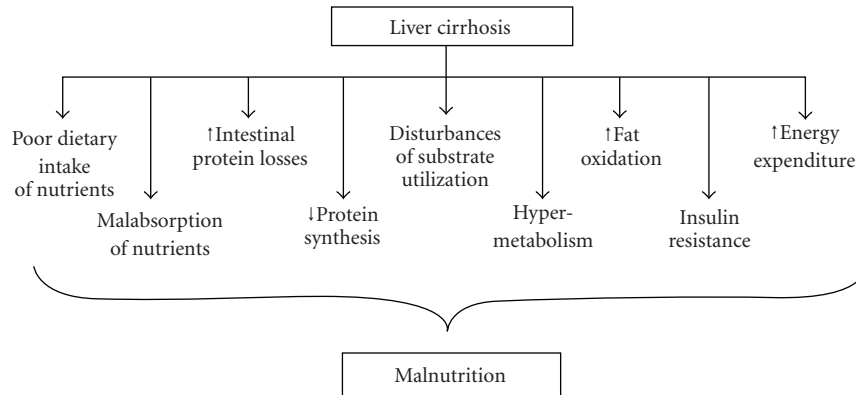 Liver cirrhosis
Poor dietary
intake
of nutrients
Malabsorption
of nutrients
↑Intestinal
protein losses
↓Protein
synthesis
Disturbances
of substrate
utilization
Hyper-
metabolism
↑Fat
oxidation
Insulin
resistance
↑Energy
expenditure
Malnutrition